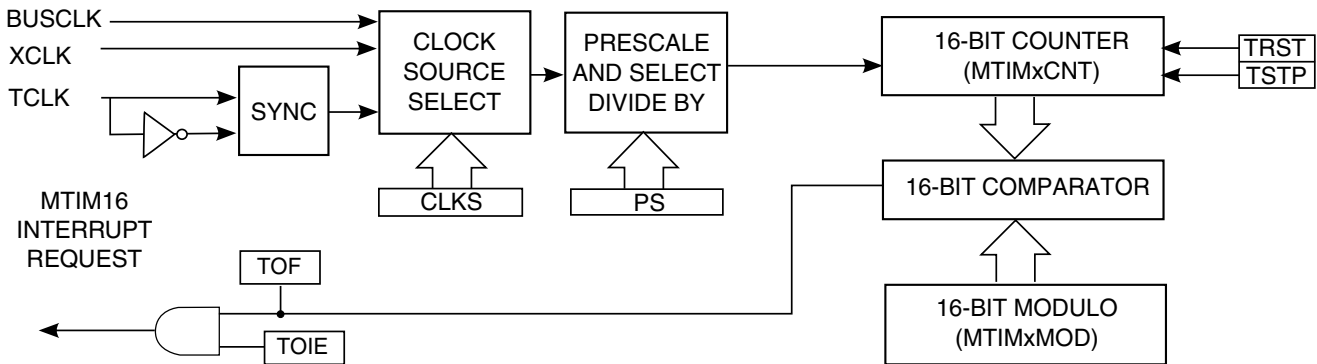 BUSCLK
XCLK
TCLK
SYNC
CLOCK
SOURCE
SELECT
PRESCALE
AND SELECT
DIVIDE BY
16-BIT COUNTER
(MTIMxCNT)
TRST
TSTP
CLKS
PS
16-BIT COMPARATOR
MTIM16
INTERRUPT
REQUEST
TOF
TOIE
16-BIT MODULO
(MTIMxMOD)